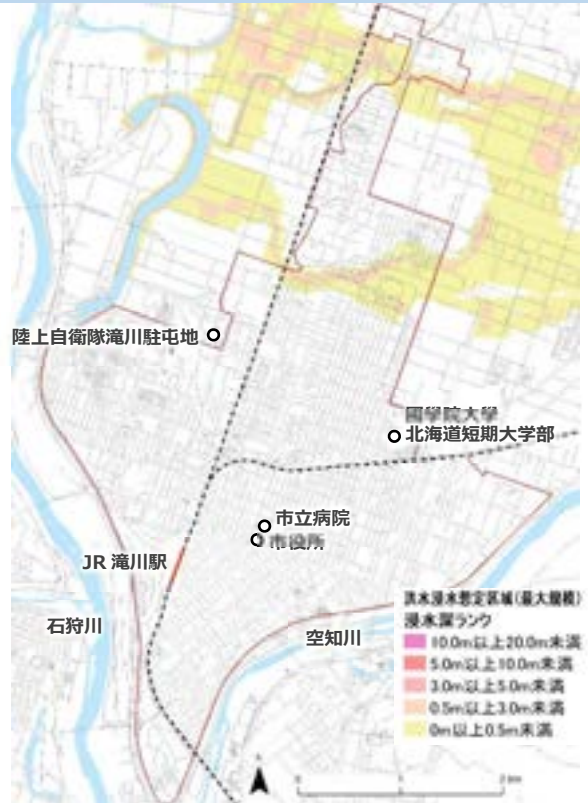 陸上自衛隊滝川駐屯地
國學院大學
北海道短期大学部
市立病院
市役所
JR 滝川駅
石狩川
空知川
洪水浸水想定区域(最大規模)
浸水深ランク
10.0m以上20.0m未満
5.0m以上10.0m未満
3.0m以上5.0m未満
0.5m以上3.0m未満
0m以上0.5m未満
0
1
2 km